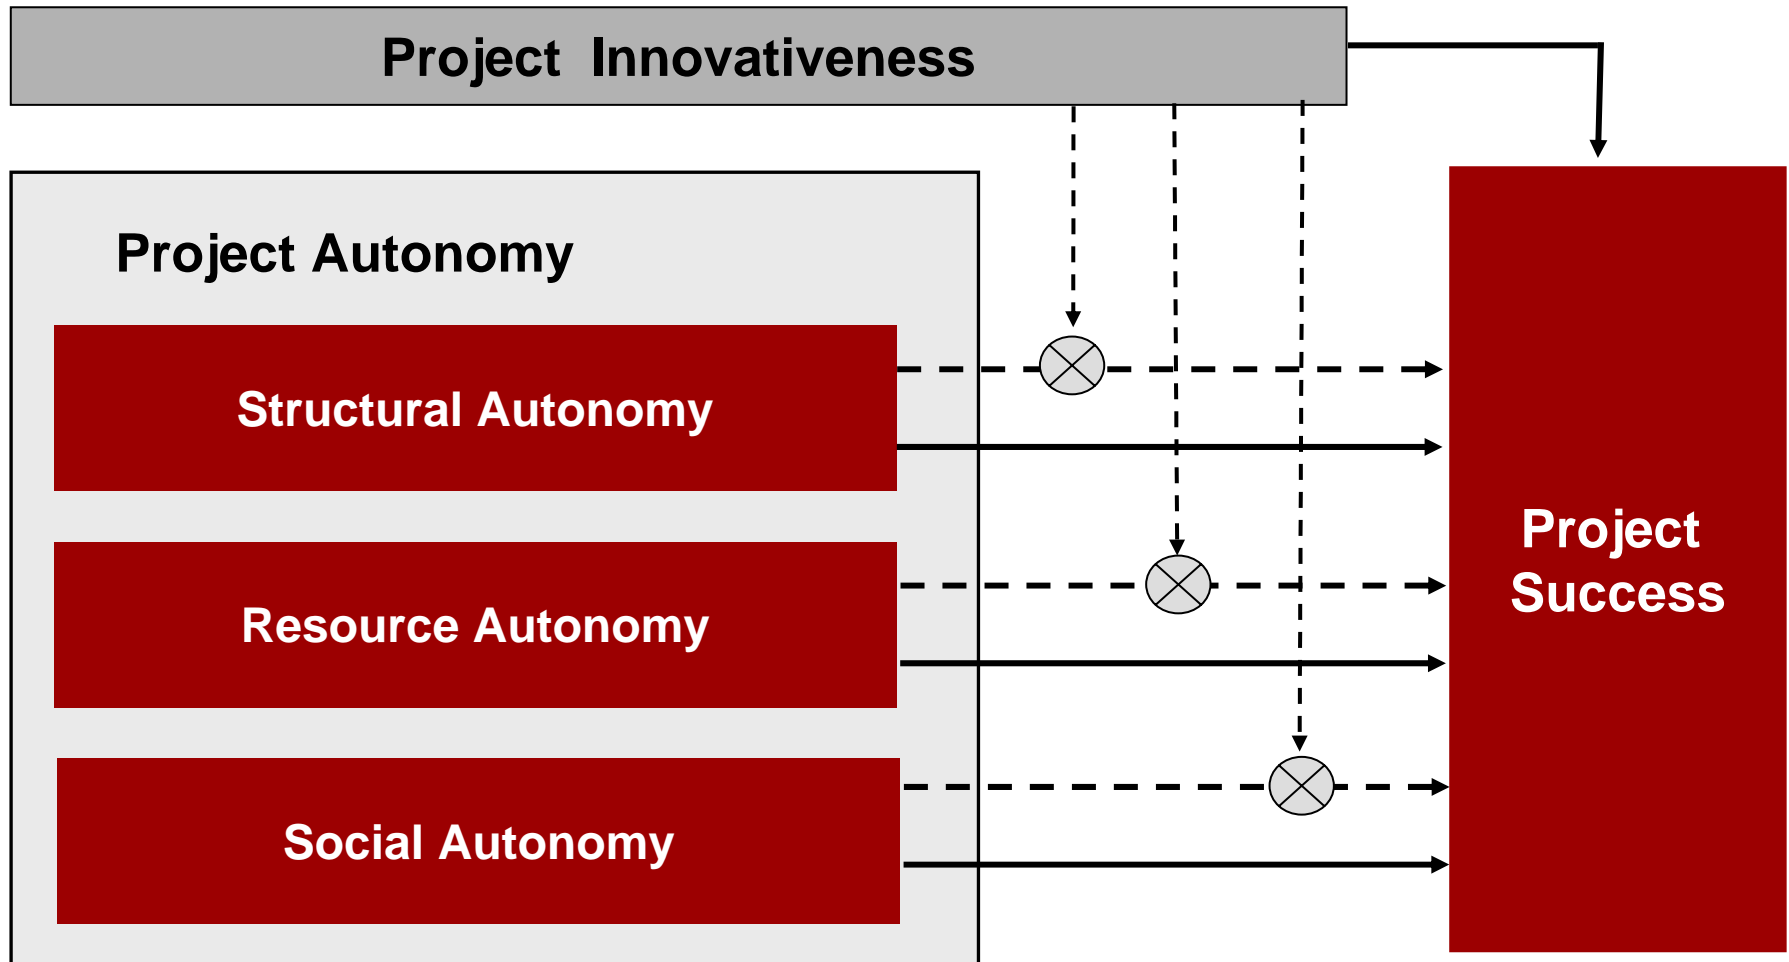 Project Innovativeness
Project Autonomy
Structural Autonomy
Resource Autonomy
Social Autonomy
Project
Success